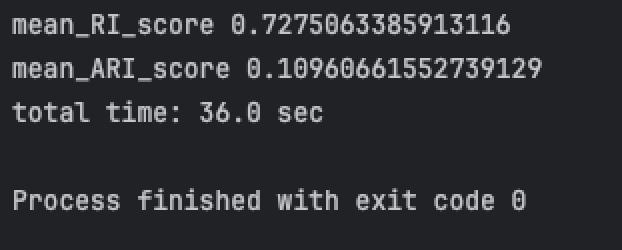 mean_RI_score 0.7275063385913116
mean_ARI_score 0.10960661552739129
total time: 36.0 sec
Process finished with exit code 0